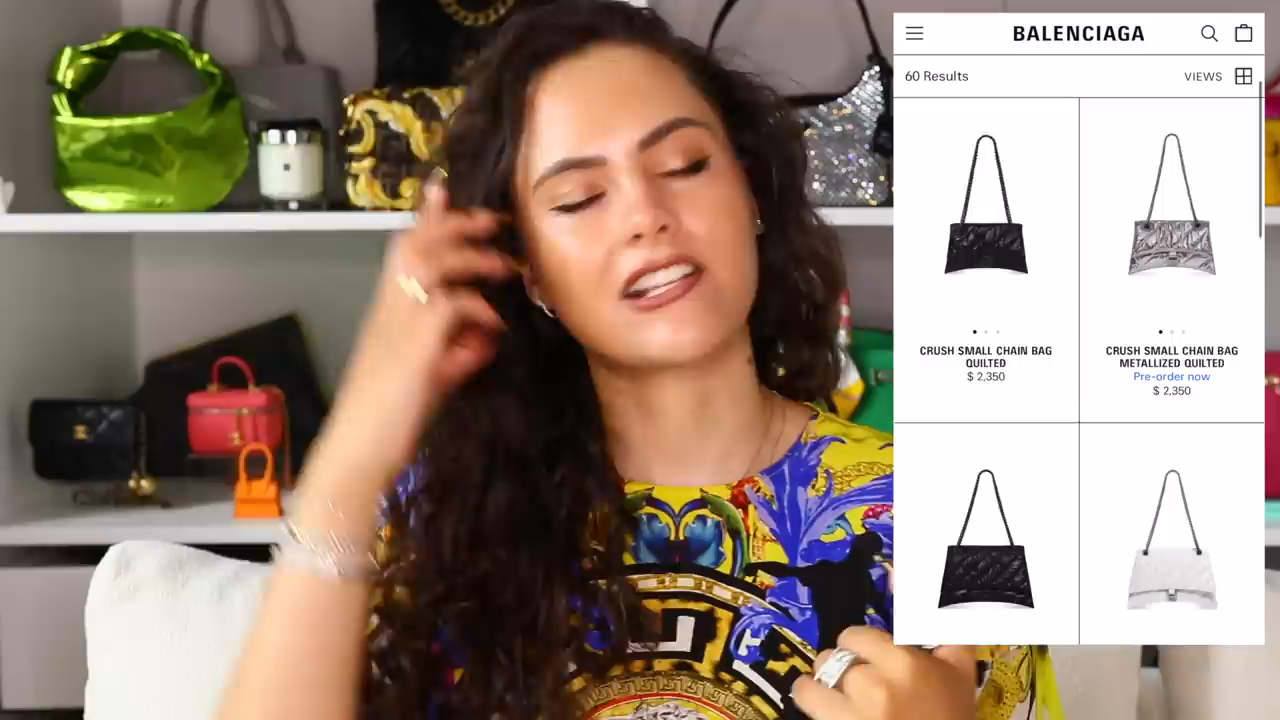 BALENCIAGA
60 Results
VIEWS
CRUSH SMALL CHAIN BAG
QUILTED
$ 2,350
CRUSH SMALL CHAIN BAG
METALLIZED QUILTED
Pre-order now
$ 2,350